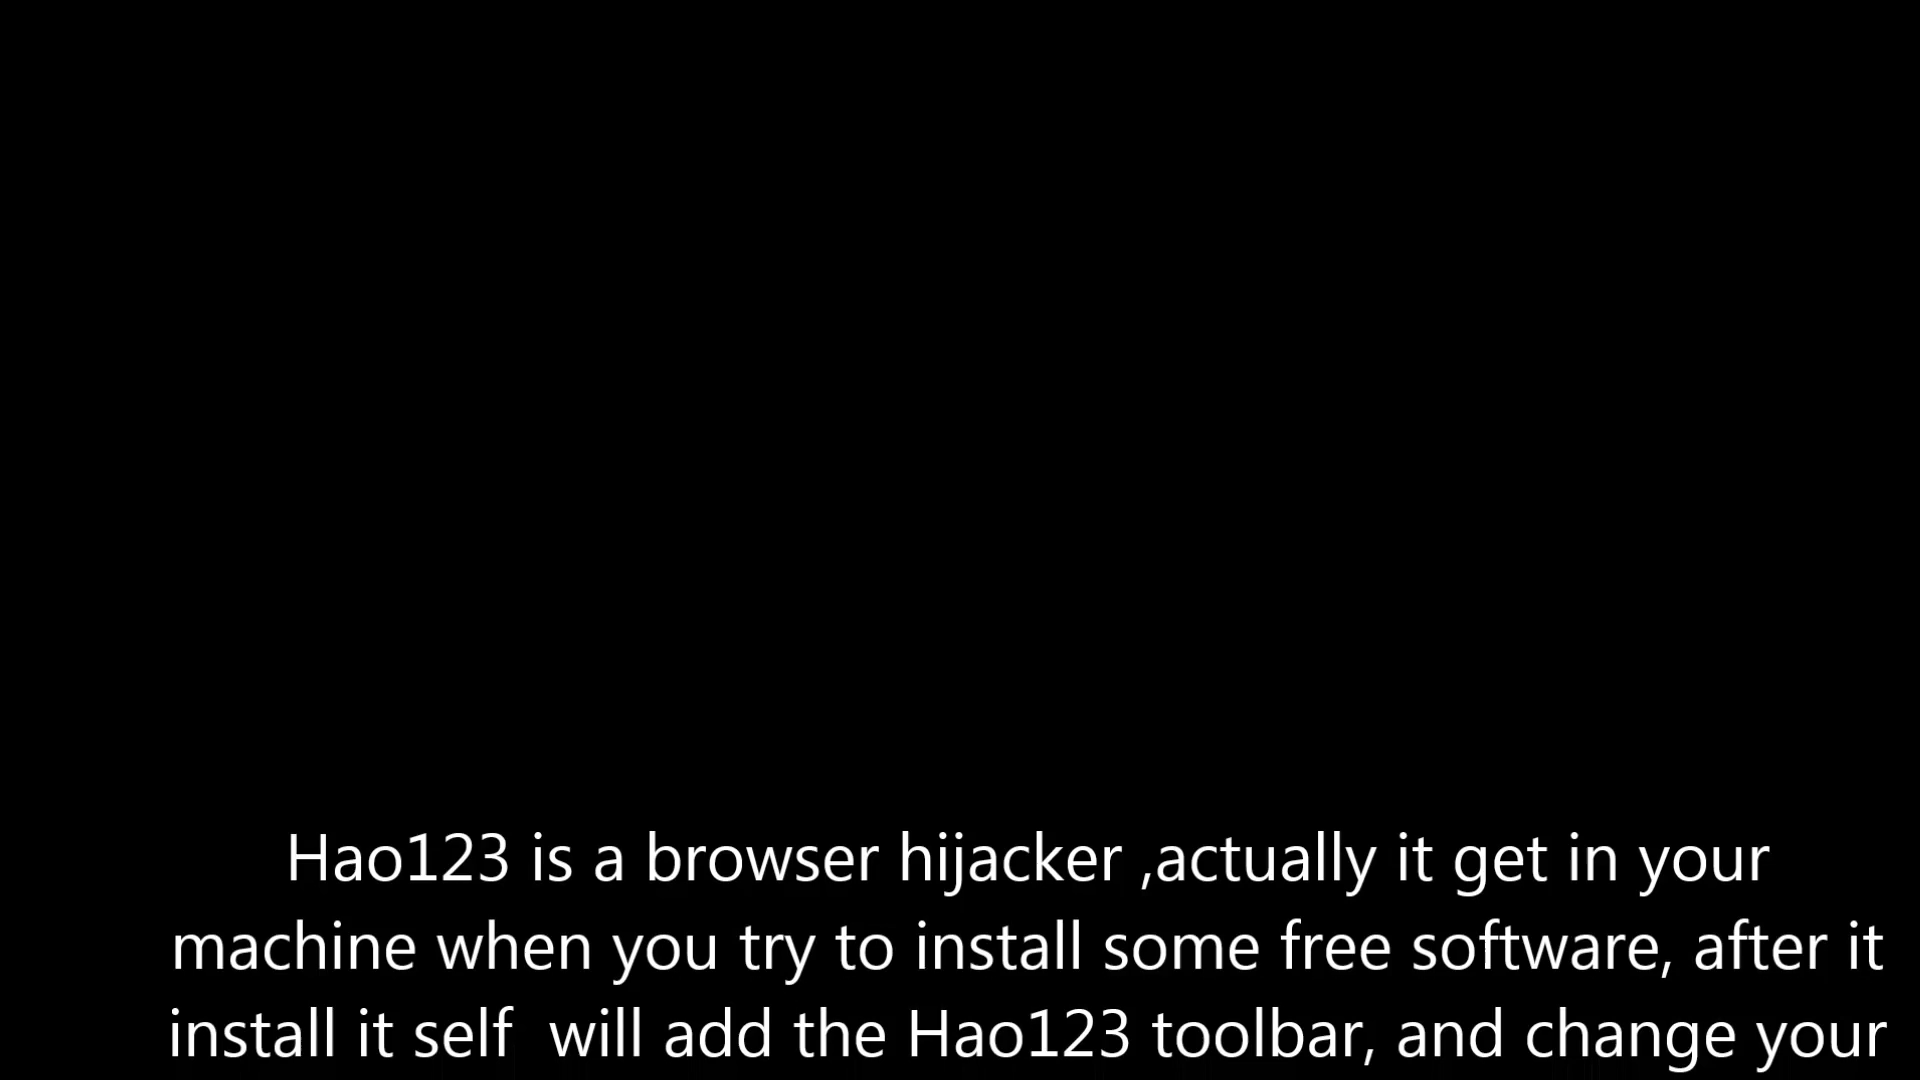 Hao123 is a browser hijacker ,actually it get in your
machine when you try to install some free software, after it
install it self  will add the Hao123 toolbar, and change your